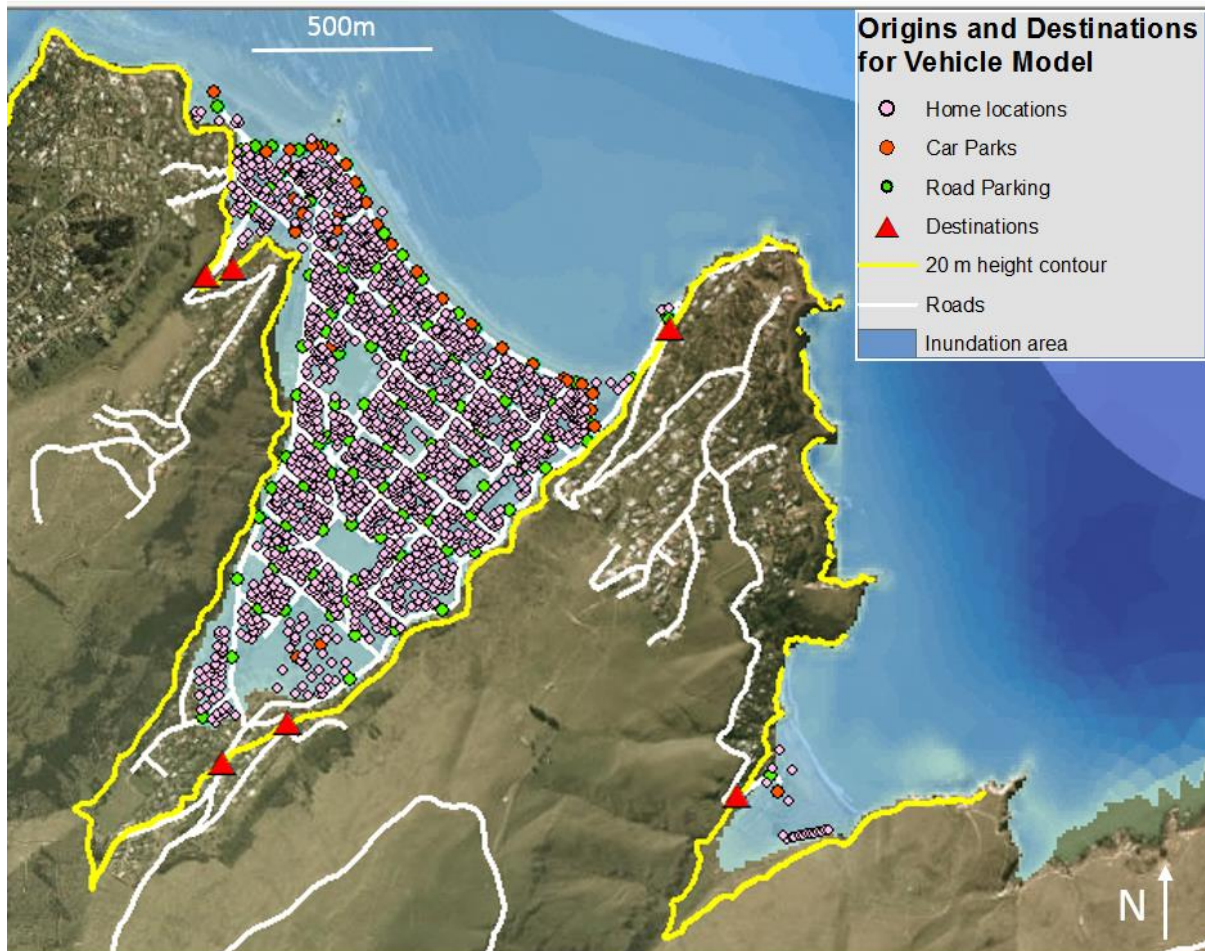 500m
Origins and Destinations
for Vehicle Model
Home locations
Car Parks
Road Parking
Destinations
20 m height contour
Roads
Inundation area
N